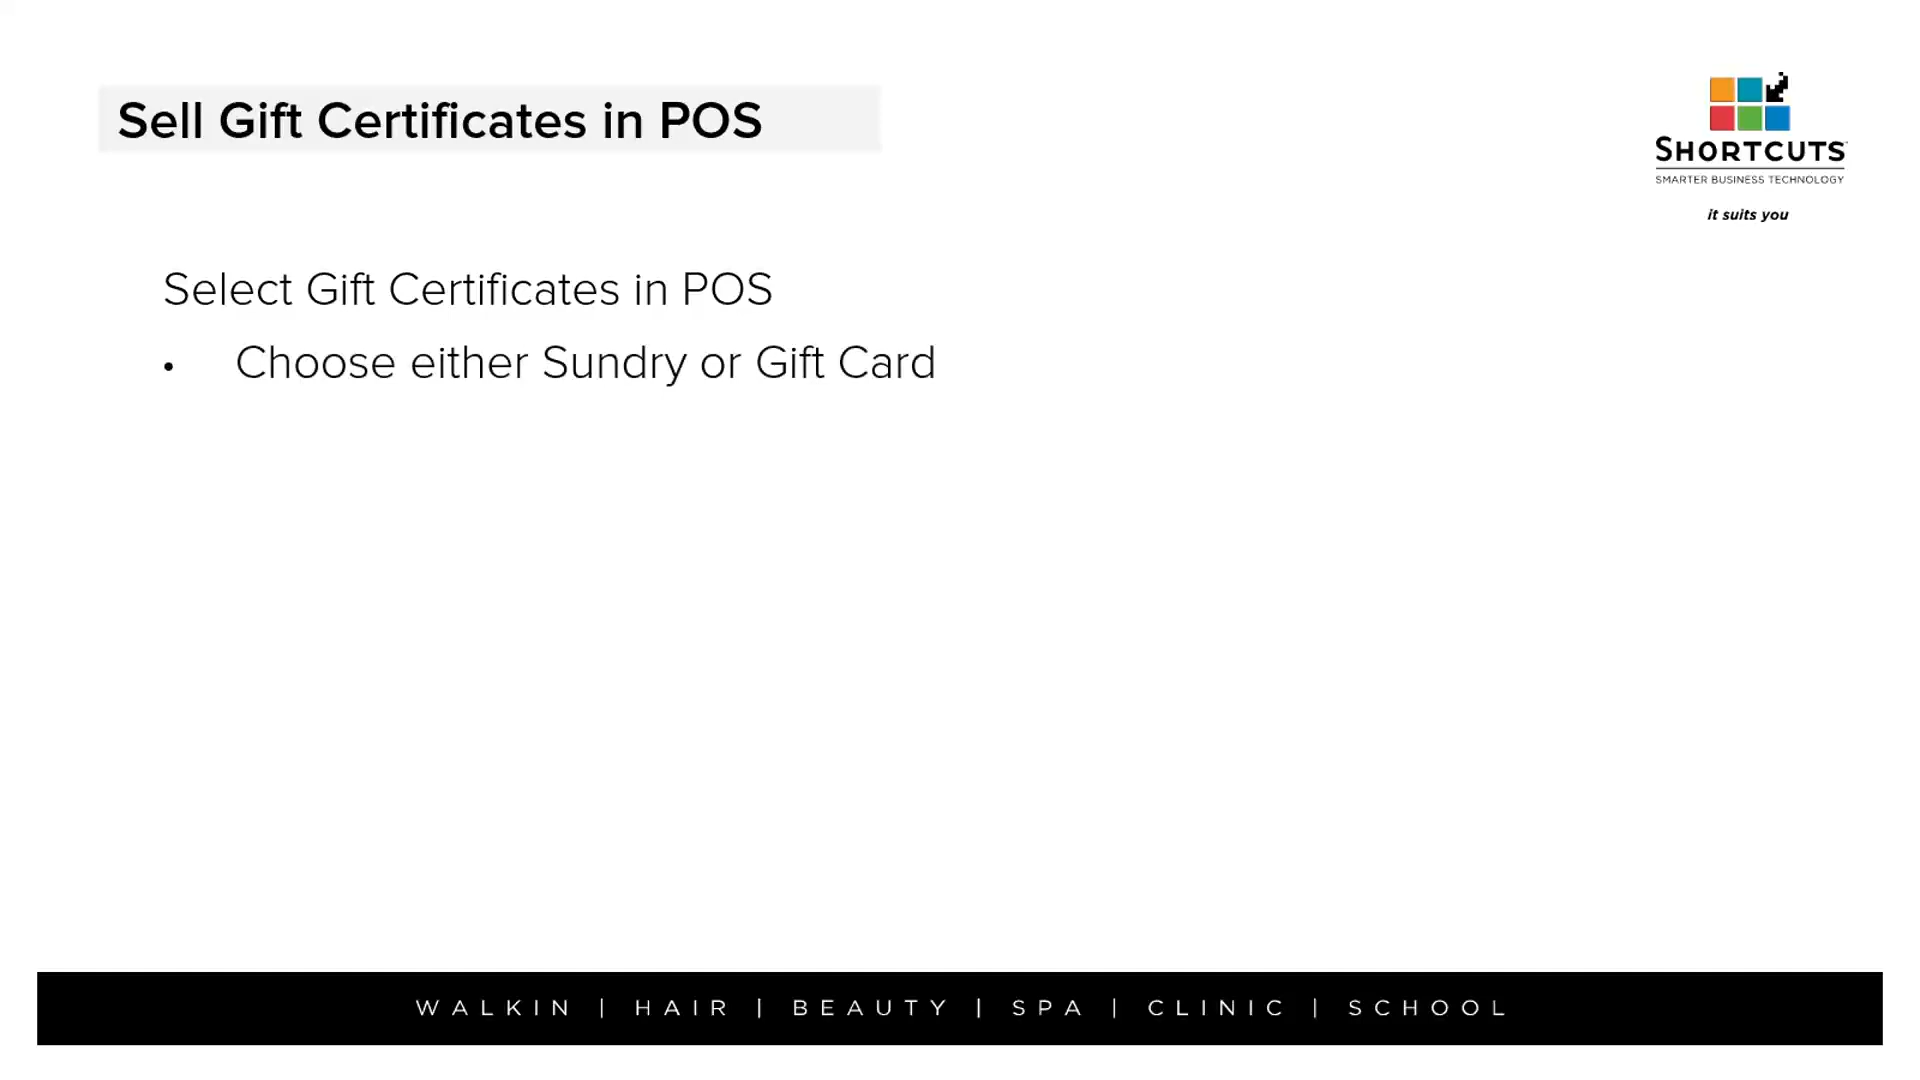 Sell Gift Certificates in POS
SHORTCUTS
SMARTER BUSINESS TECHNOLOGY
it suits you
Select Gift Certificates in POS
• Choose either Sundry or Gift Card
WALKIN | HAIR | BEAUTY | SPA | CLINIC | SCHOOL